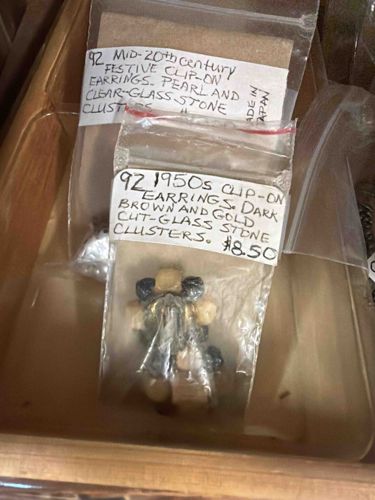 92 MID-20th CENTURY
FESTIVE CLIP-ON
EARRINGS. PEARL AND
CLEAR-GLASS-STONE
CLUSTERS
MADE IN
JAPAN
92 1950s CLIP-ON
EARRINGS. DARK
BROWN AND GOLD
CUT-GLASS STONE
CLUSTERS. $8.50